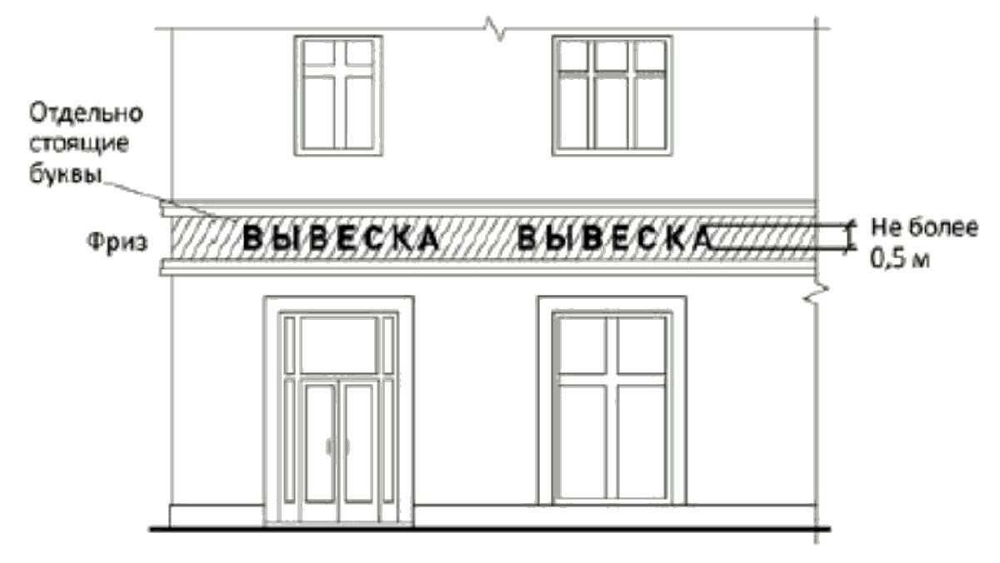 Отдельно
стоящие
буквы
Фриз
ВЫВЕСКА ВЫВЕСКА
Не более
0,5 м